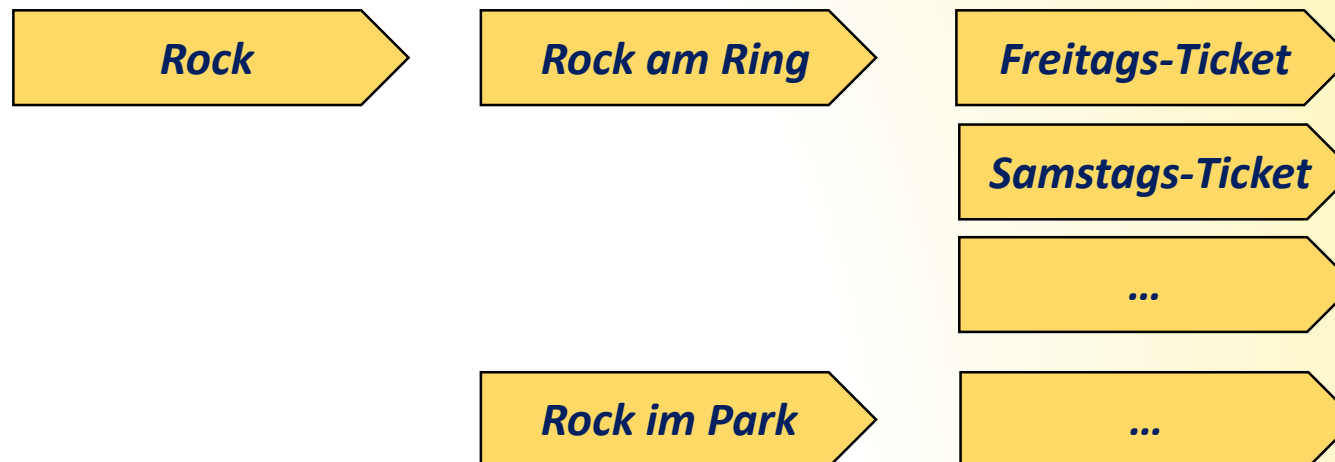 Rock
Rock am Ring
Freitags-Ticket
Samstags-Ticket
...
Rock im Park
...